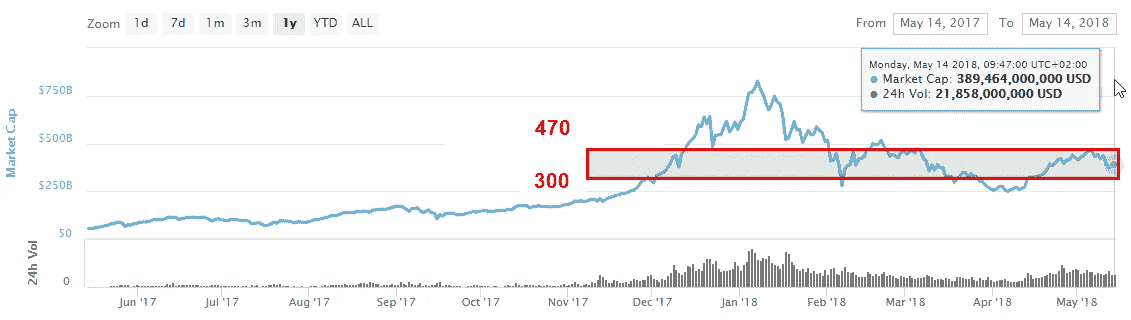 Zoom 1d 7d 1m 3m 1y YTD ALL
From May 14, 2017 To May 14, 2018
Monday, May 14 2018, 09:47:00 UTC+02:00
Market Cap: 389,464,000,000 USD
24h Vol: 21,858,000,000 USD
Market Cap
$750B
$500B
$250B
$0
470
300
24h Vol
0
Jun '17 Jul '17 Aug '17 Sep '17 Oct '17 Nov '17 Dec '17 Jan '18 Feb '18 Mar '18 Apr '18 May '18